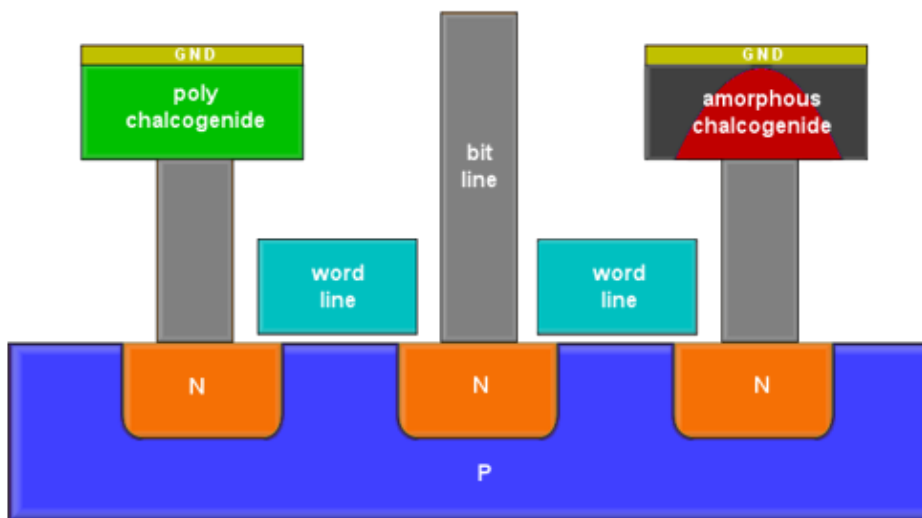 GND
poly
chalcogenide
bit
line
GND
amorphous
chalcogenide
word
line
word
line
N
N
N
P